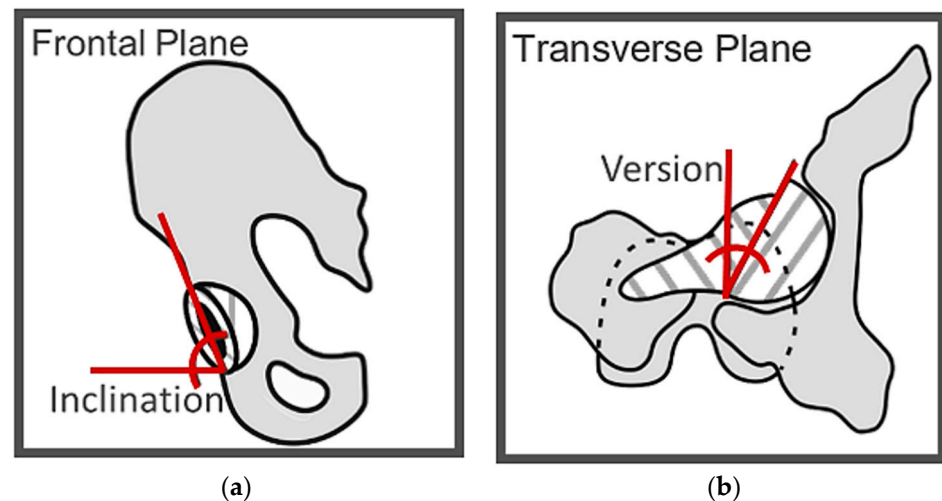 Frontal Plane
Inclination
(a)
Transverse Plane
Version
(b)